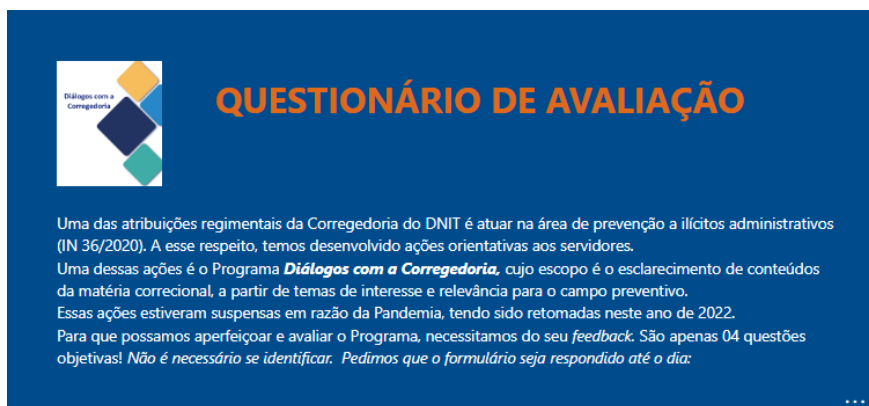 Diálogos com a
Corregedoria
QUESTIONÁRIO DE AVALIAÇÃO
Uma das atribuições regimentais da Corregedoria do DNIT é atuar na área de prevenção a ilícitos administrativos
(IN 36/2020). A esse respeito, temos desenvolvido ações orientativas aos servidores.
Uma dessas ações é o Programa Diálogos com a Corregedoria, cujo escopo é o esclarecimento de conteúdos
da matéria correcional, a partir de temas de interesse e relevância para o campo preventivo.
Essas ações estiveram suspensas em razão da Pandemia, tendo sido retomadas neste ano de 2022.
Para que possamos aperfeiçoar e avaliar o Programa, necessitamos do seu feedback. São apenas 04 questões
objetivas! Não é necessário se identificar. Pedimos que o formulário seja respondido até o dia:
...